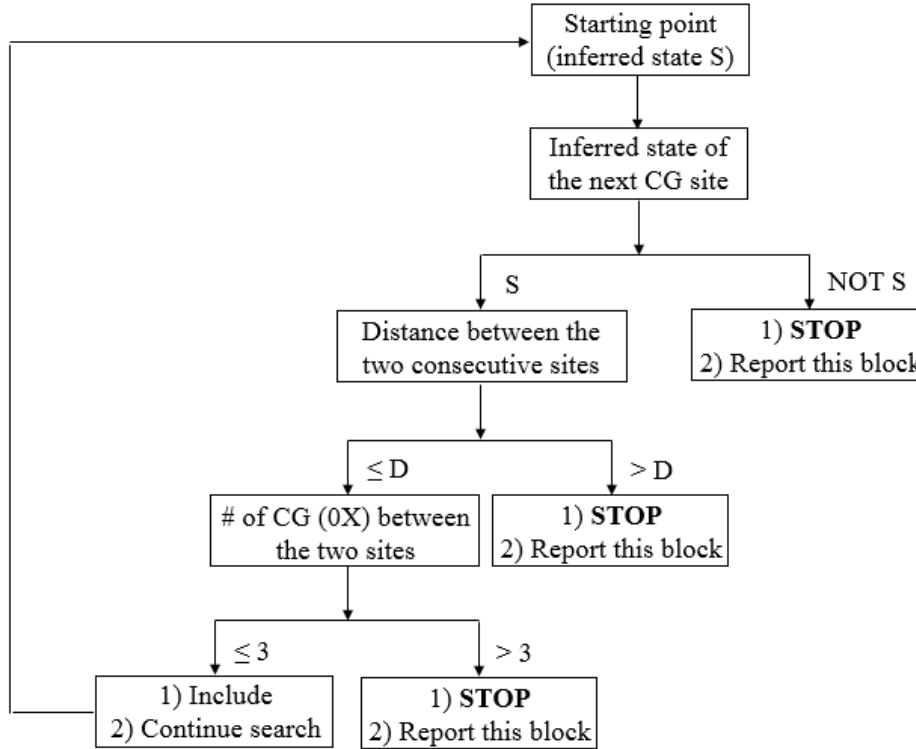 Starting point
(inferred state S)
Inferred state of
the next CG site
S
NOT S
Distance between the
two consecutive sites
1) STOP
2) Report this block
≤ D
> D
# of CG (0X) between
the two sites
1) STOP
2) Report this block
≤ 3
> 3
1) Include
2) Continue search
1) STOP
2) Report this block